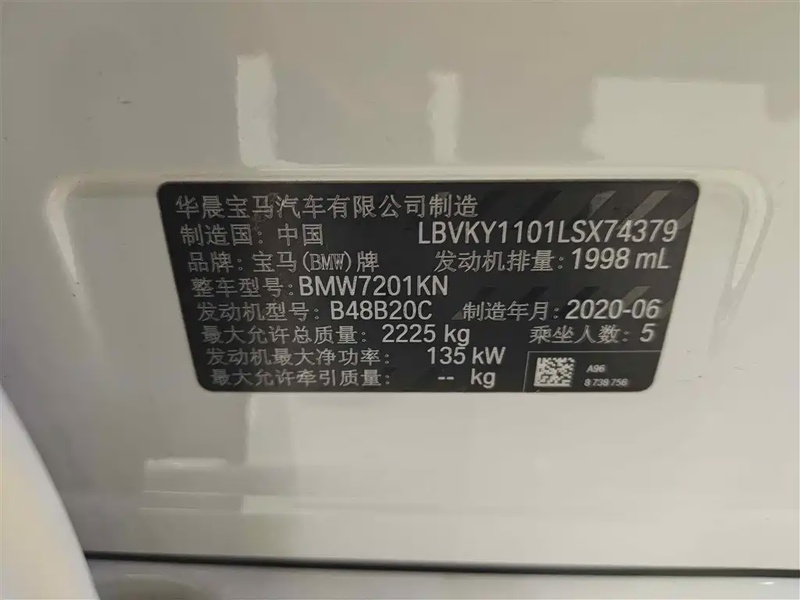 华晨宝马汽车有限公司制造
制造国：中国 LBVKY1101LSX74379
品牌：宝马(BMW)牌 发动机排量：1998 mL
整车型号：BMW7201KN
发动机型号：B48B20C 制造年月：2020-06
最大允许总质量：2225 kg 乘坐人数：5
发动机最大净功率：135 kW
最大允许牵引质量：-- kg
A96
8 738 756